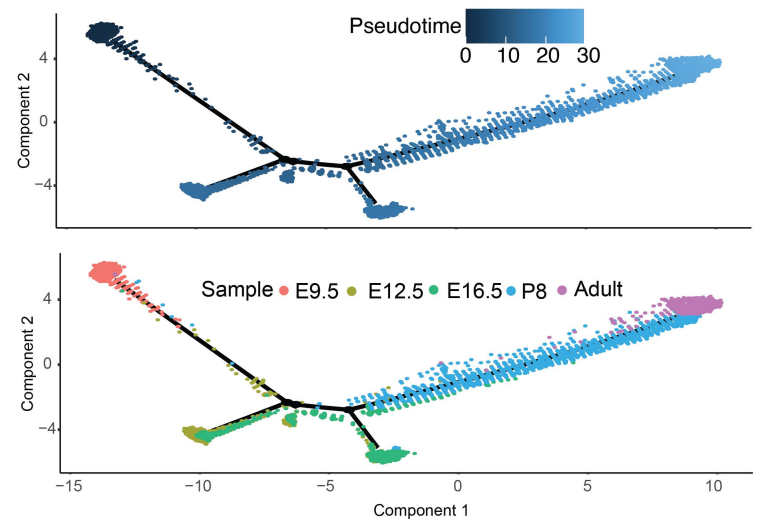 Pseudotime
0 10 20 30
Component 2
4
0
−4
Sample E9.5 E12.5 E16.5 P8 Adult
Component 2
4
0
−4
−15 −10 −5 0 5 10
Component 1